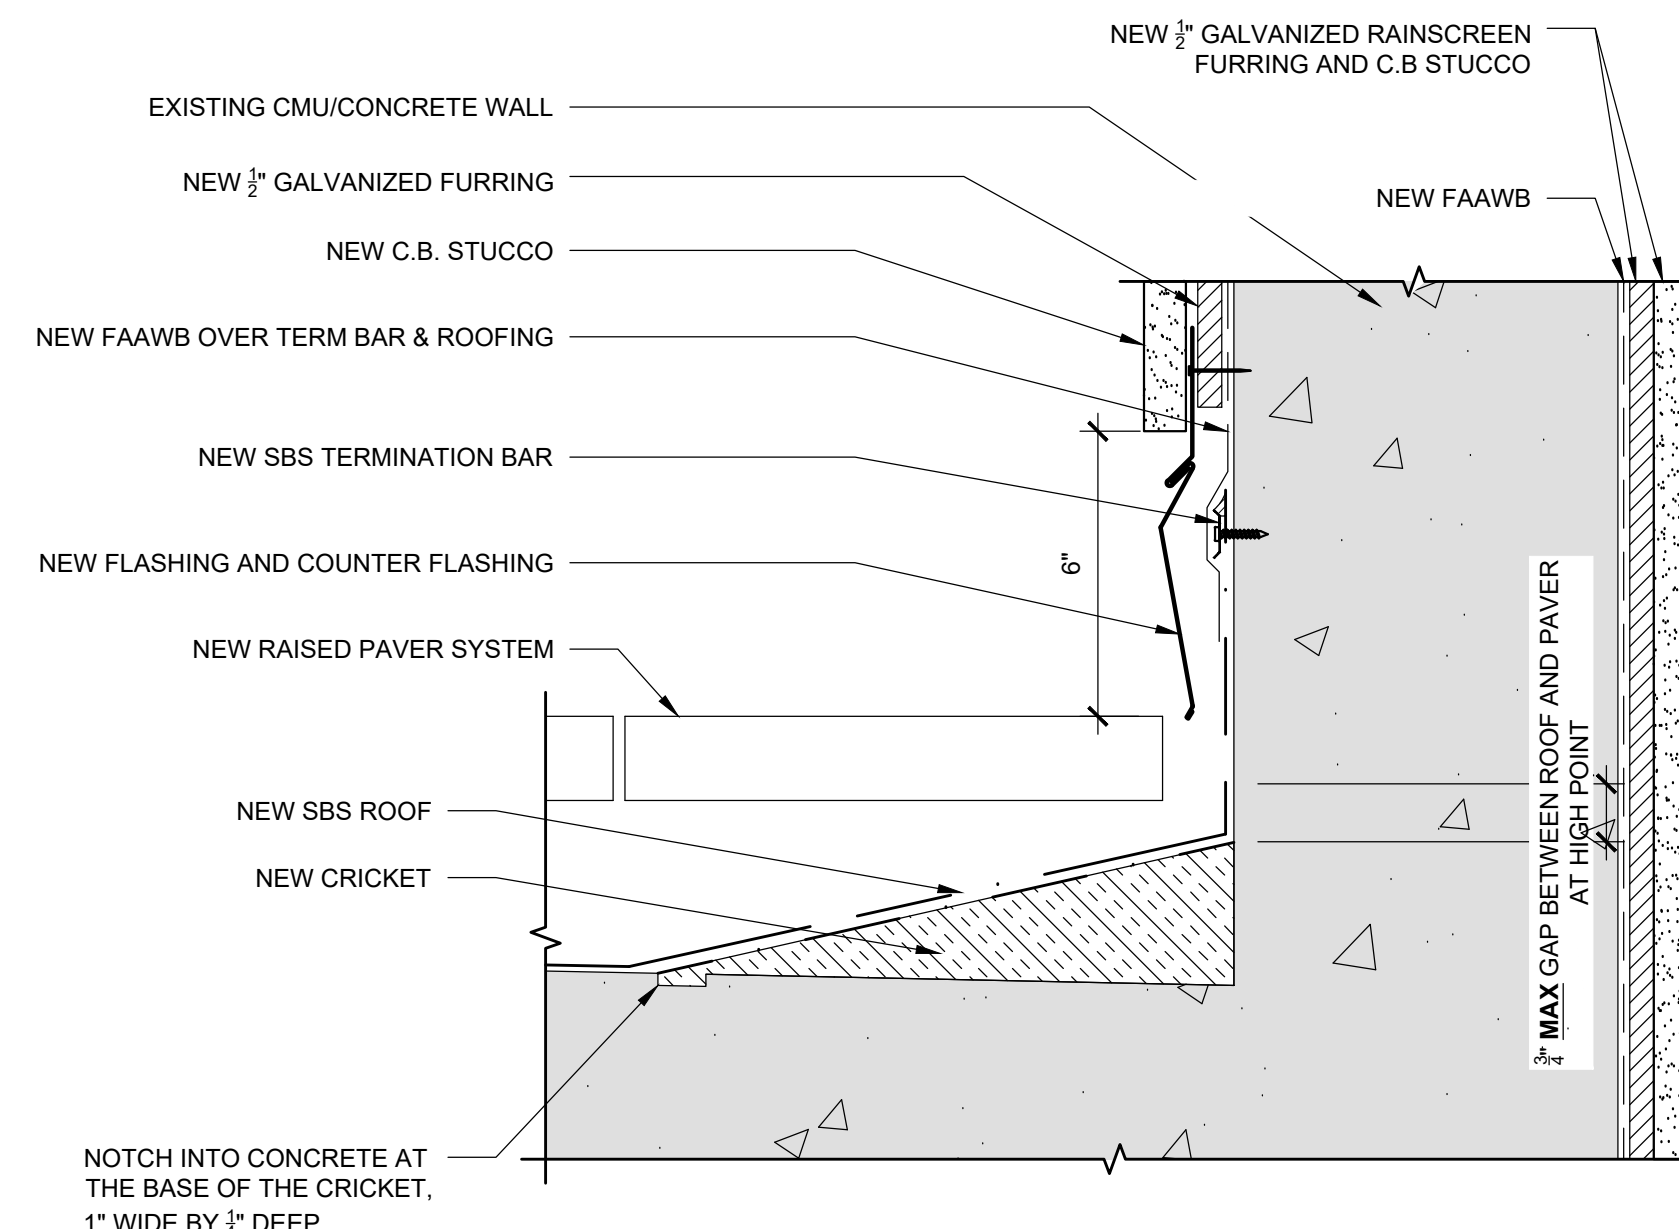 NEW 1/2" GALVANIZED RAINSCREEN
FURRING AND C.B STUCCO
EXISTING CMU/CONCRETE WALL
NEW 1/2" GALVANIZED FURRING
NEW FAAWB
NEW C.B. STUCCO
NEW FAAWB OVER TERM BAR & ROOFING
NEW SBS TERMINATION BAR
NEW FLASHING AND COUNTER FLASHING
6"
NEW RAISED PAVER SYSTEM
3/4" MAX GAP BETWEEN ROOF AND PAVER
AT HIGH POINT
NEW SBS ROOF
NEW CRICKET
NOTCH INTO CONCRETE AT
THE BASE OF THE CRICKET,
1" WIDE BY 1/4" DEEP